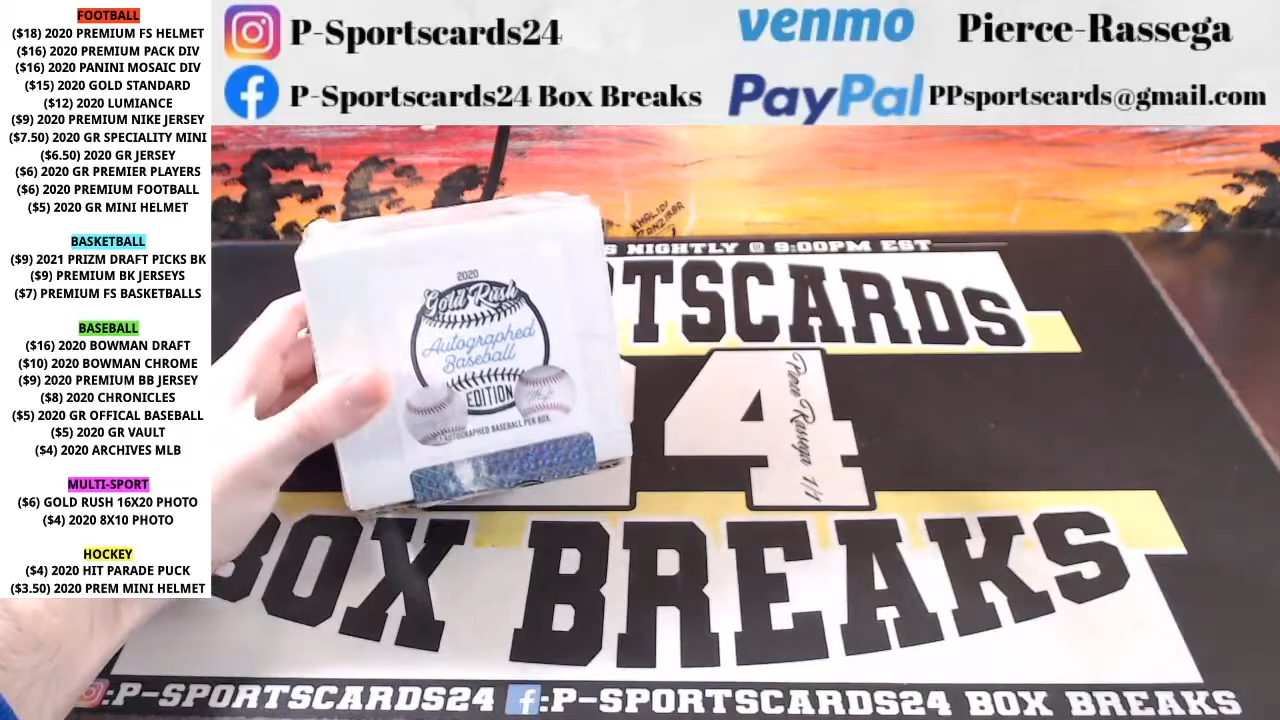 FOOTBALL
($18) 2020 PREMIUM FS HELMET
($16) 2020 PREMIUM PACK DIV
($16) 2020 PANINI MOSAIC DIV
($15) 2020 GOLD STANDARD
($12) 2020 LUMIANCE
($9) 2020 PREMIUM NIKE JERSEY
($7.50) 2020 GR SPECIALITY MINI
($6.50) 2020 GR JERSEY
($6) 2020 GR PREMIER PLAYERS
($6) 2020 PREMIUM FOOTBALL
($5) 2020 GR MINI HELMET
BASKETBALL
($9) 2021 PRIZM DRAFT PICKS BK
($9) PREMIUM BK JERSEYS
($7) PREMIUM FS BASKETBALLS
BASEBALL
($16) 2020 BOWMAN DRAFT
($10) 2020 BOWMAN CHROME
($9) 2020 PREMIUM BB JERSEY
($8) 2020 CHRONICLES
($5) 2020 GR OFFICAL BASEBALL
($5) 2020 GR VAULT
($4) 2020 ARCHIVES MLB
MULTI-SPORT
($6) GOLD RUSH 16X20 PHOTO
($4) 2020 8X10 PHOTO
HOCKEY
($4) 2020 HIT PARADE PUCK
($3.50) 2020 PREM MINI HELMET
P-Sportscards24
P-Sportscards24 Box Breaks
venmo Pierce-Rassega
PayPal PPsportscards@gmail.com
NIGHTLY @ 9:00PM EST
TSCARDS
4
Pierce Rassega 1/1
BOX BREAKS
:P-SPORTSCARDS24 :P-SPORTSCARDS24 BOX BREAKS
2020
Gold Rush
Autographed
Baseball
EDITION
AUTOGRAPHED BASEBALL PER BOX